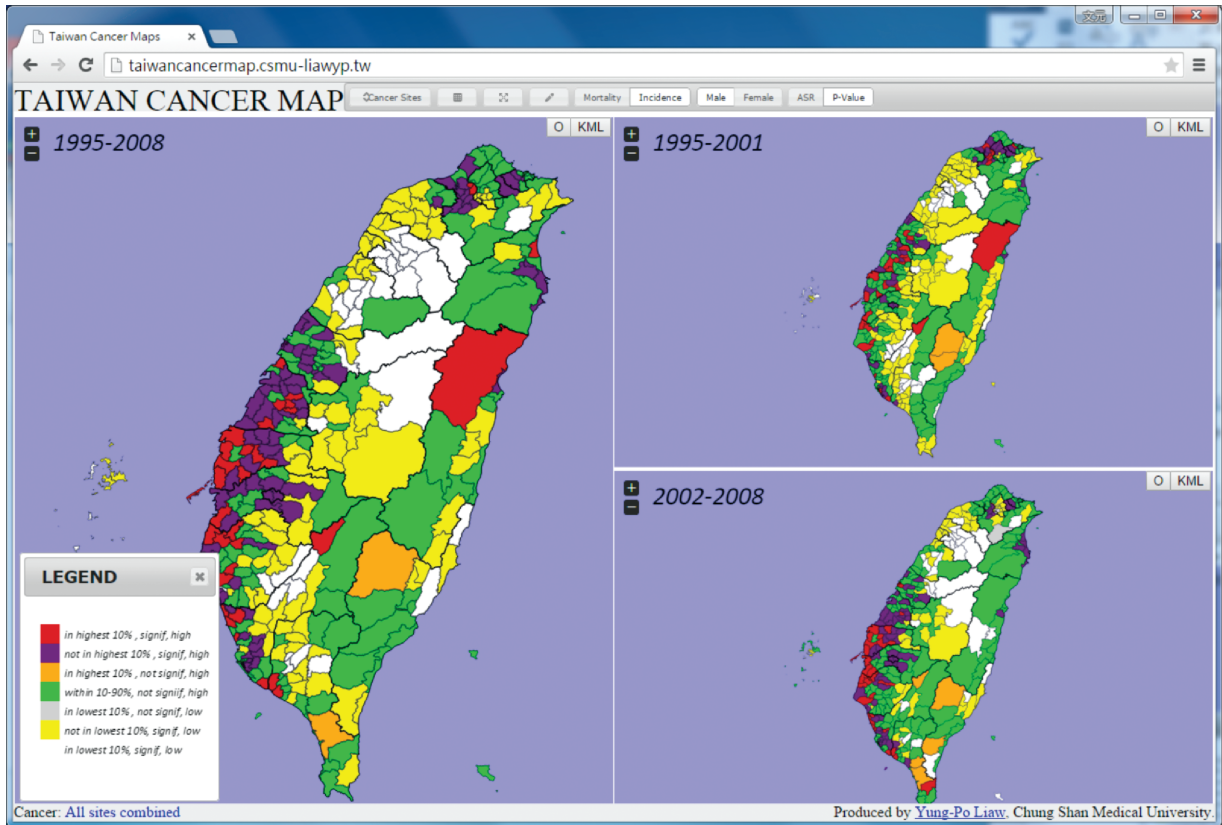 文元
Taiwan Cancer Maps
taiwancancermap.csmu-liawyp.tw
TAIWAN CANCER MAP
Cancer Sites
Mortality
Incidence
Male
Female
ASR
P-Value
1995-2008
O KML
1995-2001
O KML
2002-2008
O KML
LEGEND
in highest 10% , signif, high
not in highest 10% , signif, high
in highest 10% , not signif, high
within 10-90%, not signiif, high
in lowest 10% , not signif, low
not in lowest 10%, signif, low
in lowest 10%, signif, low
Cancer: All sites combined
Produced by Yung-Po Liaw, Chung Shan Medical University.